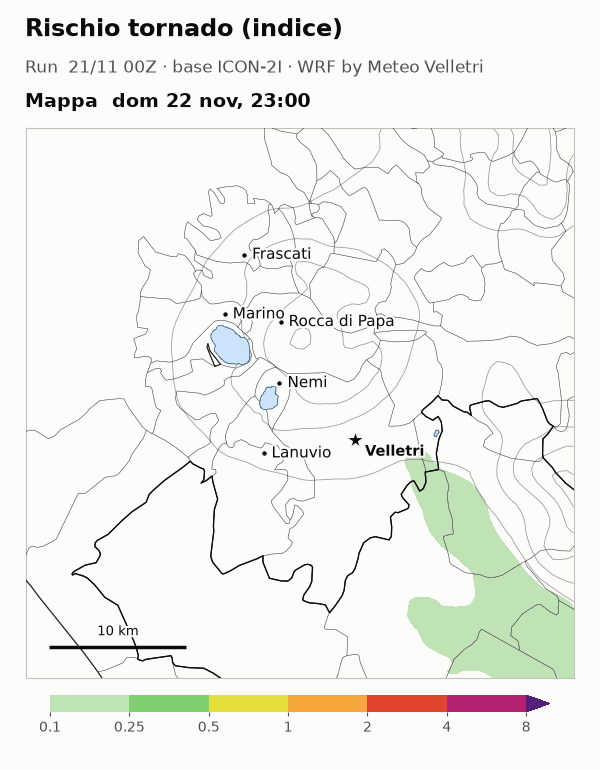 Rischio tornado (indice)
Run  21/11 00Z · base ICON-2I · WRF by Meteo Velletri
Mappa  dom 22 nov, 23:00
Frascati
Marino
Rocca di Papa
Nemi
Velletri
Lanuvio
10 km
0.1 0.25 0.5 1 2 4 8